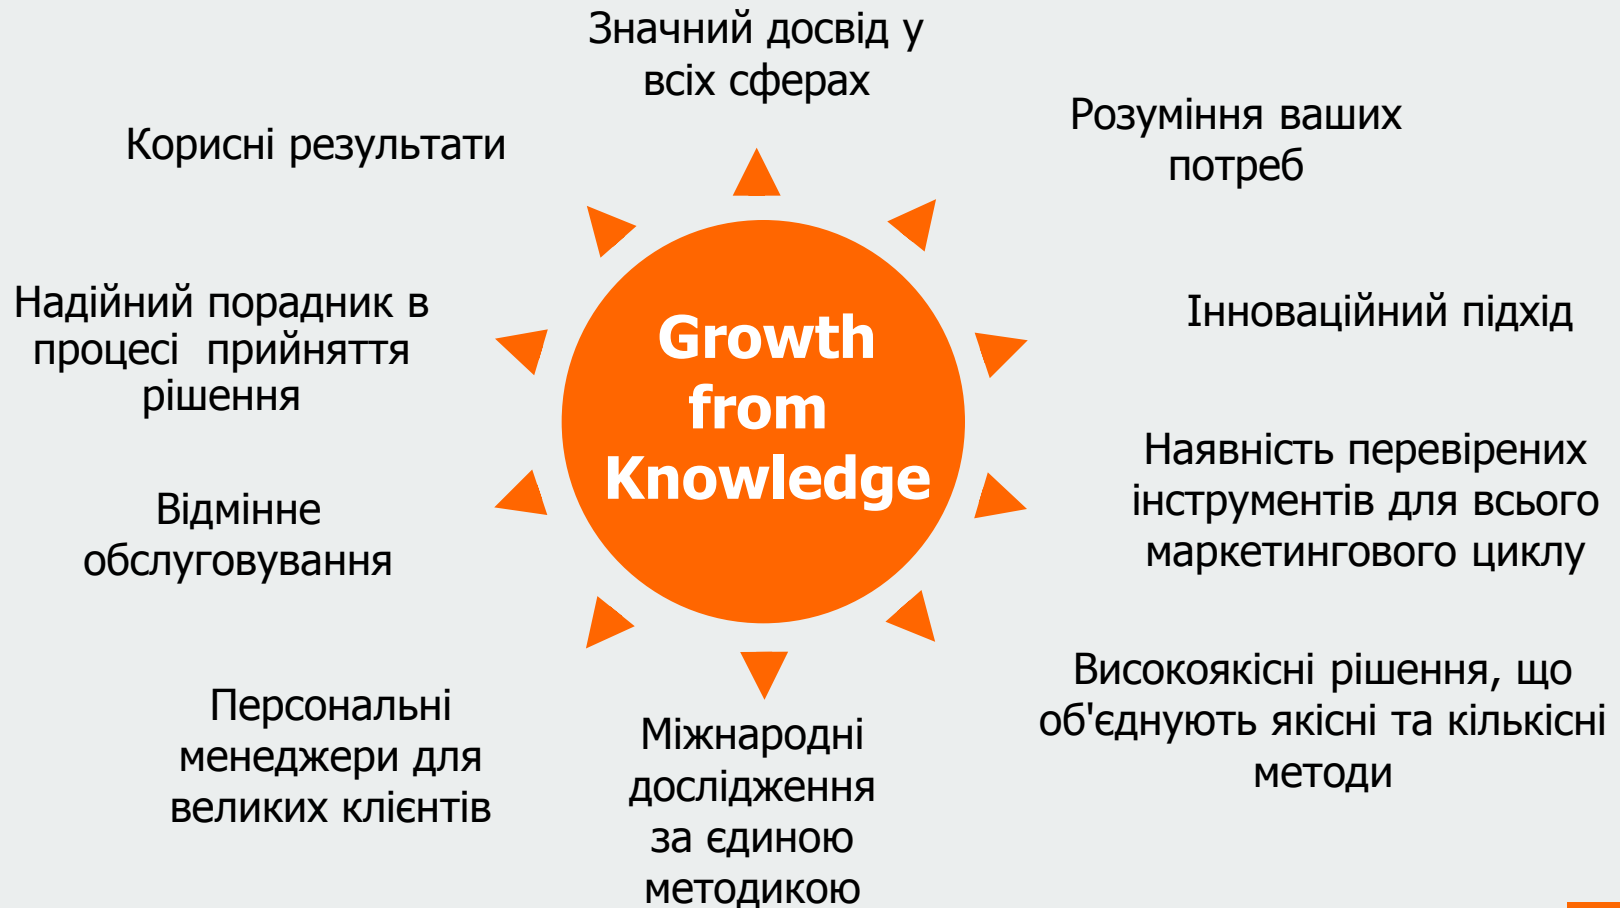 Значний досвід у
всіх сферах
Розуміння ваших
потреб
Інноваційний підхід
Наявність перевірених
інструментів для всього
маркетингового циклу
Високоякісні рішення, що
об'єднують якісні та кількісні
методи
Міжнародні
дослідження
за єдиною
методикою
Персональні
менеджери для
великих клієнтів
Відмінне
обслуговування
Надійний порадник в
процесі  прийняття
рішення
Корисні результати
Growth
from
Knowledge